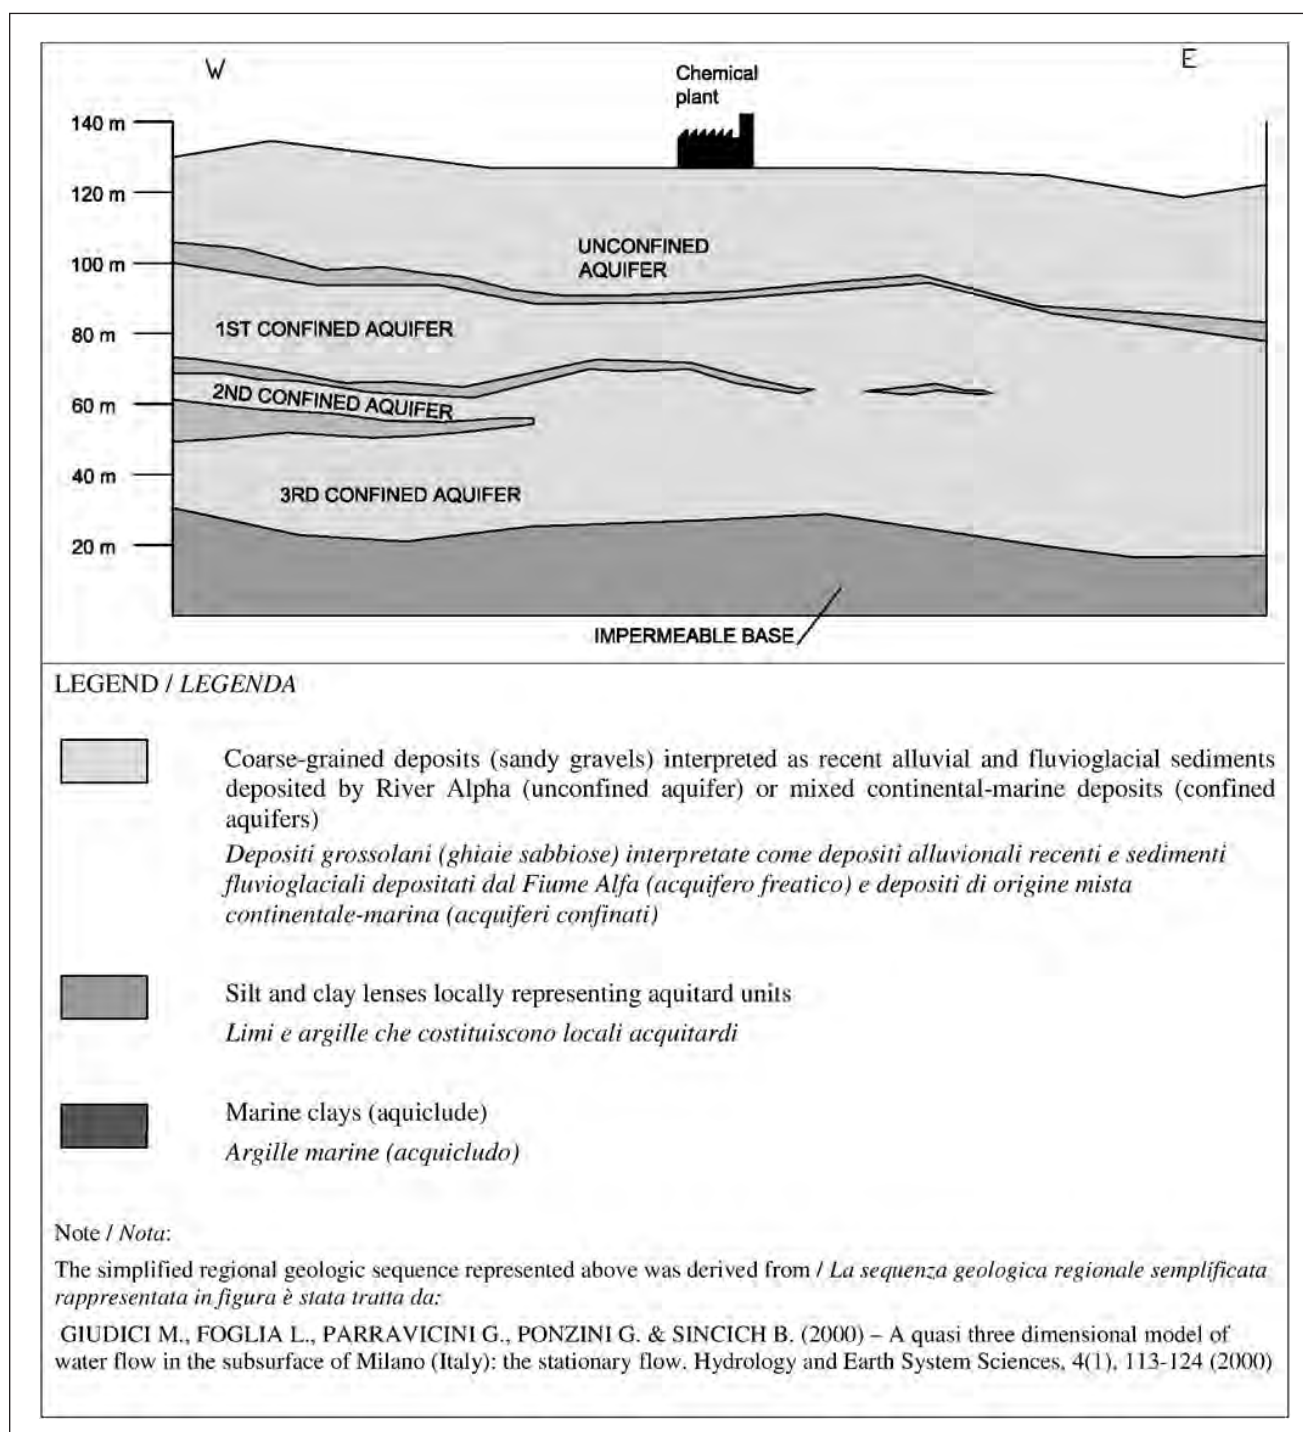 W
E
Chemical
plant
140 m
120 m
100 m
80 m
60 m
40 m
20 m
UNCONFINED
AQUIFER
1ST CONFINED AQUIFER
2ND CONFINED AQUIFER
3RD CONFINED AQUIFER
IMPERMEABLE BASE
LEGEND / LEGENDA
Coarse-grained deposits (sandy gravels) interpreted as recent alluvial and fluvioglacial sediments
deposited by River Alpha (unconfined aquifer) or mixed continental-marine deposits (confined
aquifers)
Depositi grossolani (ghiaie sabbiose) interpretate come depositi alluvionali recenti e sedimenti
fluvioglaciali depositati dal Fiume Alfa (acquifero freatico) e depositi di origine mista
continentale-marina (acquiferi confinati)
Silt and clay lenses locally representing aquitard units
Limi e argille che costituiscono locali acquitardi
Marine clays (aquiclude)
Argille marine (acquicludo)
Note / Nota:
The simplified regional geologic sequence represented above was derived from / La sequenza geologica regionale semplificata
rappresentata in figura è stata tratta da:
GIUDICI M., FOGLIA L., PARRAVICINI G., PONZINI G. & SINCICH B. (2000) – A quasi three dimensional model of
water flow in the subsurface of Milano (Italy): the stationary flow. Hydrology and Earth System Sciences, 4(1), 113-124 (2000)